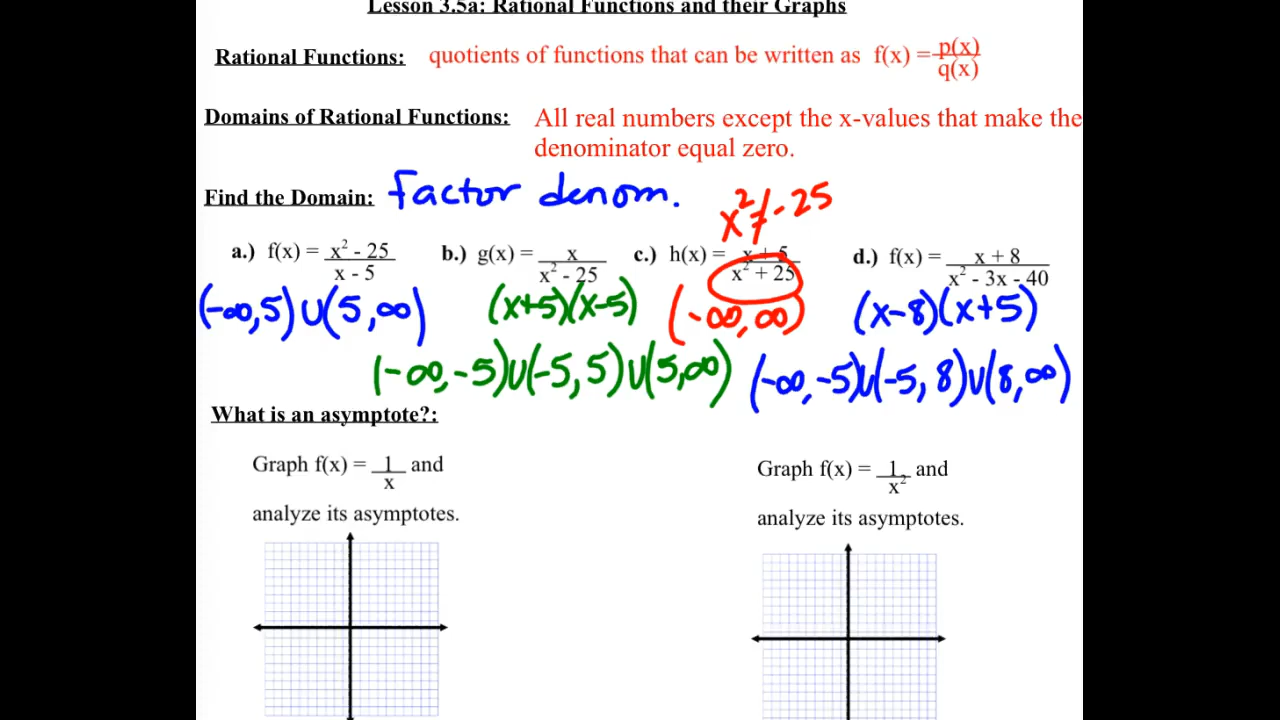 Lesson 3.5a: Rational Functions and their Graphs
Rational Functions: quotients of functions that can be written as f(x) = p(x)/q(x)
Domains of Rational Functions: All real numbers except the x-values that make the
denominator equal zero.
Find the Domain: factor denom.
x² ≠ -25
a.) f(x) = x² - 25 / x - 5
b.) g(x) = x / x² - 25
c.) h(x) = x + 5 / x² + 25
d.) f(x) = x + 8 / x² - 3x - 40
(-∞, 5) ∪ (5, ∞)
(x+5)(x-5)
(-∞, ∞)
(x-8)(x+5)
(-∞, -5) ∪ (-5, 5) ∪ (5, ∞)
(-∞, -5) ∪ (-5, 8) ∪ (8, ∞)
What is an asymptote?:
Graph f(x) = 1/x and
analyze its asymptotes.
Graph f(x) = 1/x² and
analyze its asymptotes.